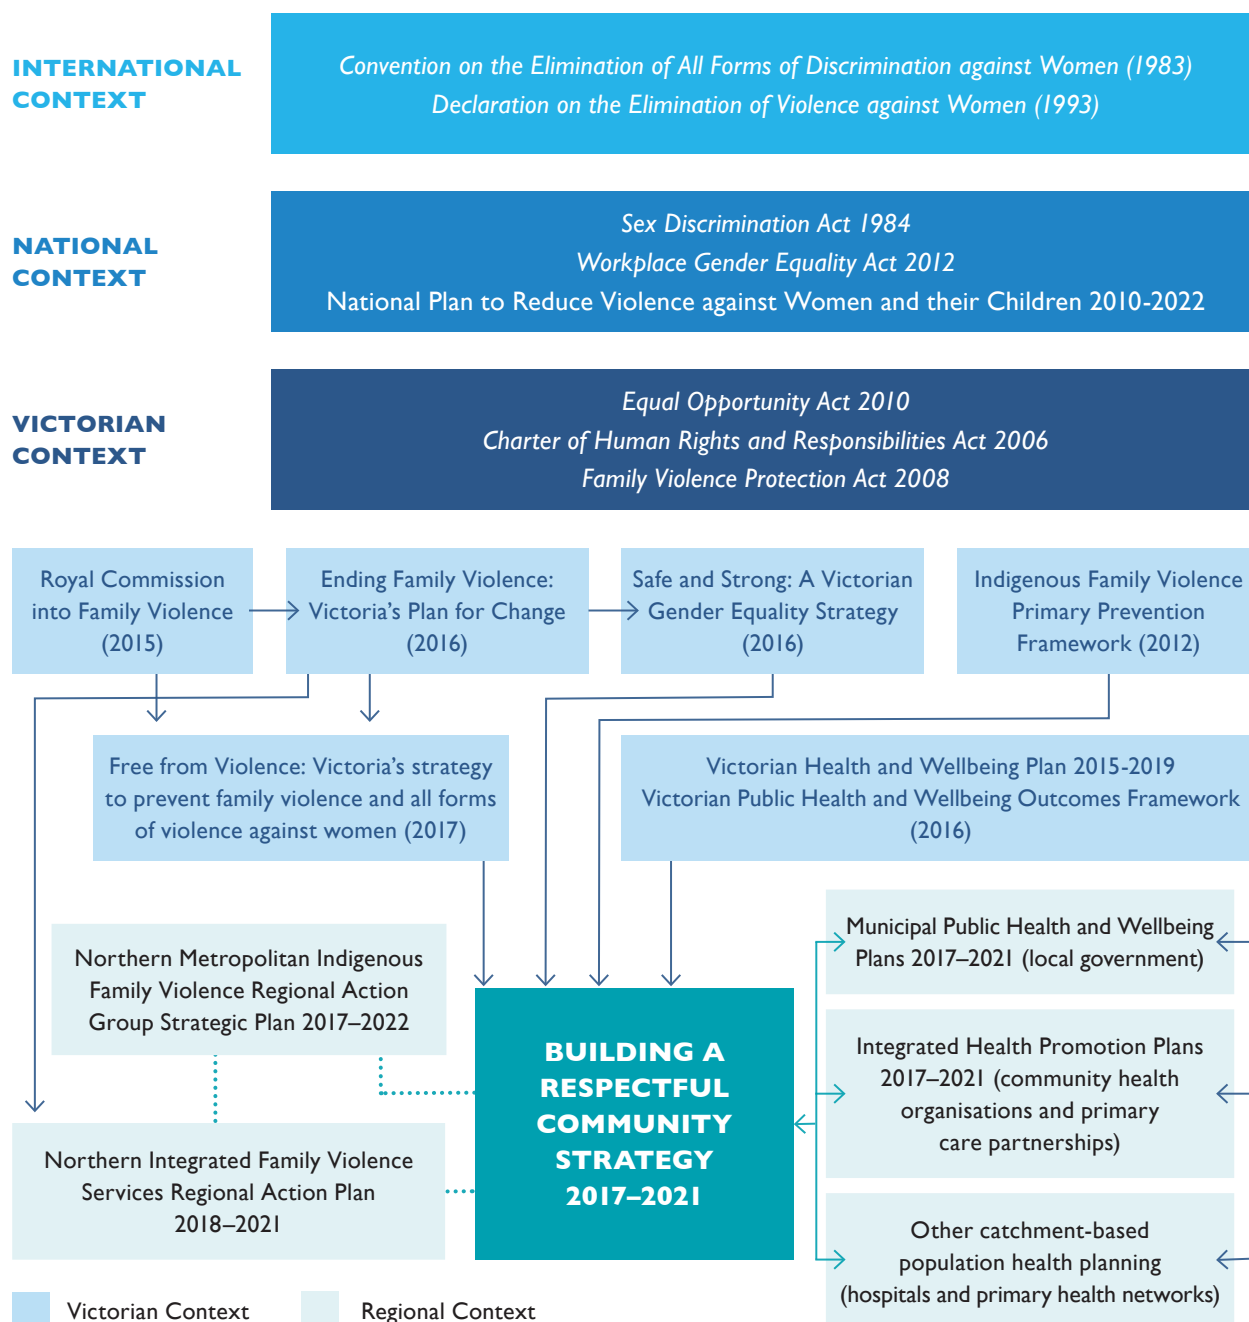 INTERNATIONAL
CONTEXT
Convention on the Elimination of All Forms of Discrimination against Women (1983)
Declaration on the Elimination of Violence against Women (1993)
NATIONAL
CONTEXT
Sex Discrimination Act 1984
Workplace Gender Equality Act 2012
National Plan to Reduce Violence against Women and their Children 2010-2022
VICTORIAN
CONTEXT
Equal Opportunity Act 2010
Charter of Human Rights and Responsibilities Act 2006
Family Violence Protection Act 2008
Royal Commission
into Family Violence
(2015)
Ending Family Violence:
Victoria’s Plan for Change
(2016)
Safe and Strong: A Victorian
Gender Equality Strategy
(2016)
Indigenous Family Violence
Primary Prevention
Framework (2012)
Free from Violence: Victoria’s strategy
to prevent family violence and all forms
of violence against women (2017)
Victorian Health and Wellbeing Plan 2015-2019
Victorian Public Health and Wellbeing Outcomes Framework
(2016)
Northern Metropolitan Indigenous
Family Violence Regional Action
Group Strategic Plan 2017–2022
Northern Integrated Family Violence
Services Regional Action Plan
2018–2021
BUILDING A
RESPECTFUL
COMMUNITY
STRATEGY
2017–2021
Municipal Public Health and Wellbeing
Plans 2017–2021 (local government)
Integrated Health Promotion Plans
2017–2021 (community health
organisations and primary
care partnerships)
Other catchment-based
population health planning
(hospitals and primary health networks)
Victorian Context
Regional Context